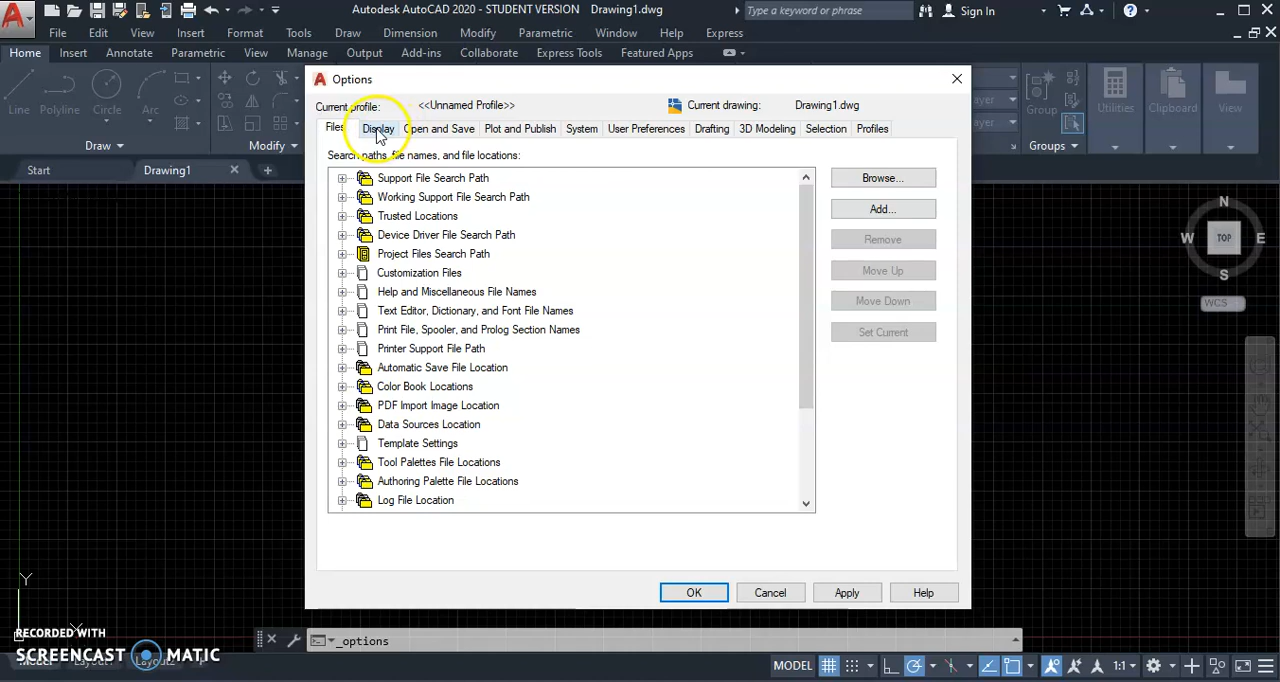 Autodesk AutoCAD 2020 - STUDENT VERSION Drawing1.dwg
Type a keyword or phrase
Sign In
File Edit View Insert Format Tools Draw Dimension Modify Parametric Window Help Express
Home Insert Annotate Parametric View Manage Output Add-ins Collaborate Express Tools Featured Apps
Line Polyline Circle Arc
Group Utilities Clipboard View
Draw Modify Groups
Start Drawing1
Options
Current profile: <<Unnamed Profile>> Current drawing: Drawing1.dwg
Files Display Open and Save Plot and Publish System User Preferences Drafting 3D Modeling Selection Profiles
Search paths, file names, and file locations:
Support File Search Path
Working Support File Search Path
Trusted Locations
Device Driver File Search Path
Project Files Search Path
Customization Files
Help and Miscellaneous File Names
Text Editor, Dictionary, and Font File Names
Print File, Spooler, and Prolog Section Names
Printer Support File Path
Automatic Save File Location
Color Book Locations
PDF Import Image Location
Data Sources Location
Template Settings
Tool Palettes File Locations
Authoring Palette File Locations
Log File Location
Browse...
Add...
Remove
Move Up
Move Down
Set Current
OK Cancel Apply Help
N
W TOP E
S
WCS
Y
X
_options
RECORDED WITH
SCREENCAST MATIC
Model Layout1 Layout2
MODEL 1:1